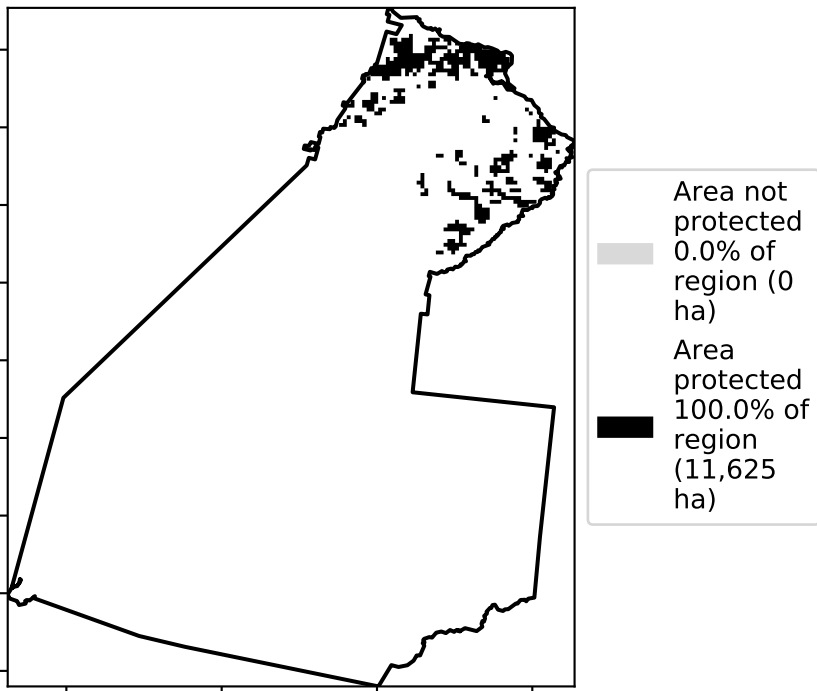 Area not
protected
0.0% of
region (0
ha)
Area
protected
100.0% of
region
(11,625
ha)